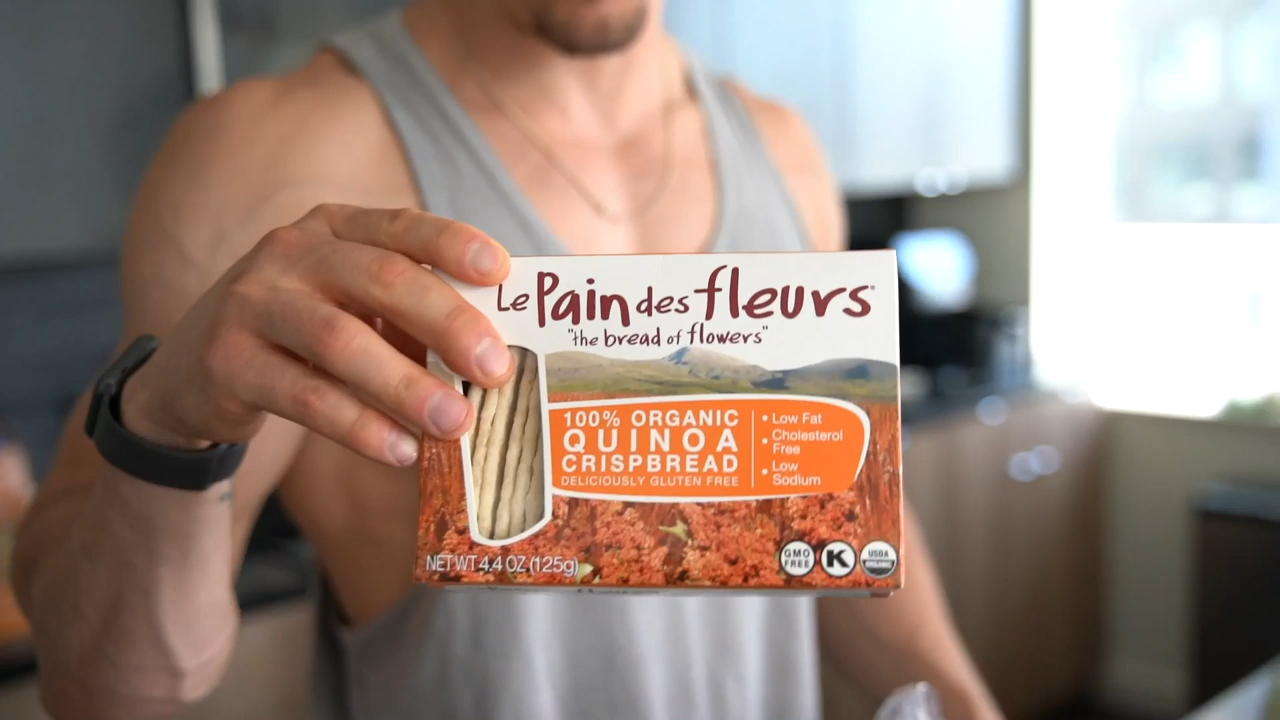 Le Pain des fleurs®
"the bread of flowers"
100% ORGANIC
QUINOA
CRISPBREAD
DELICIOUSLY GLUTEN FREE
• Low Fat
• Cholesterol
Free
• Low
Sodium
NET WT 4.4 OZ (125g)
GMO
FREE
K
USDA
ORGANIC